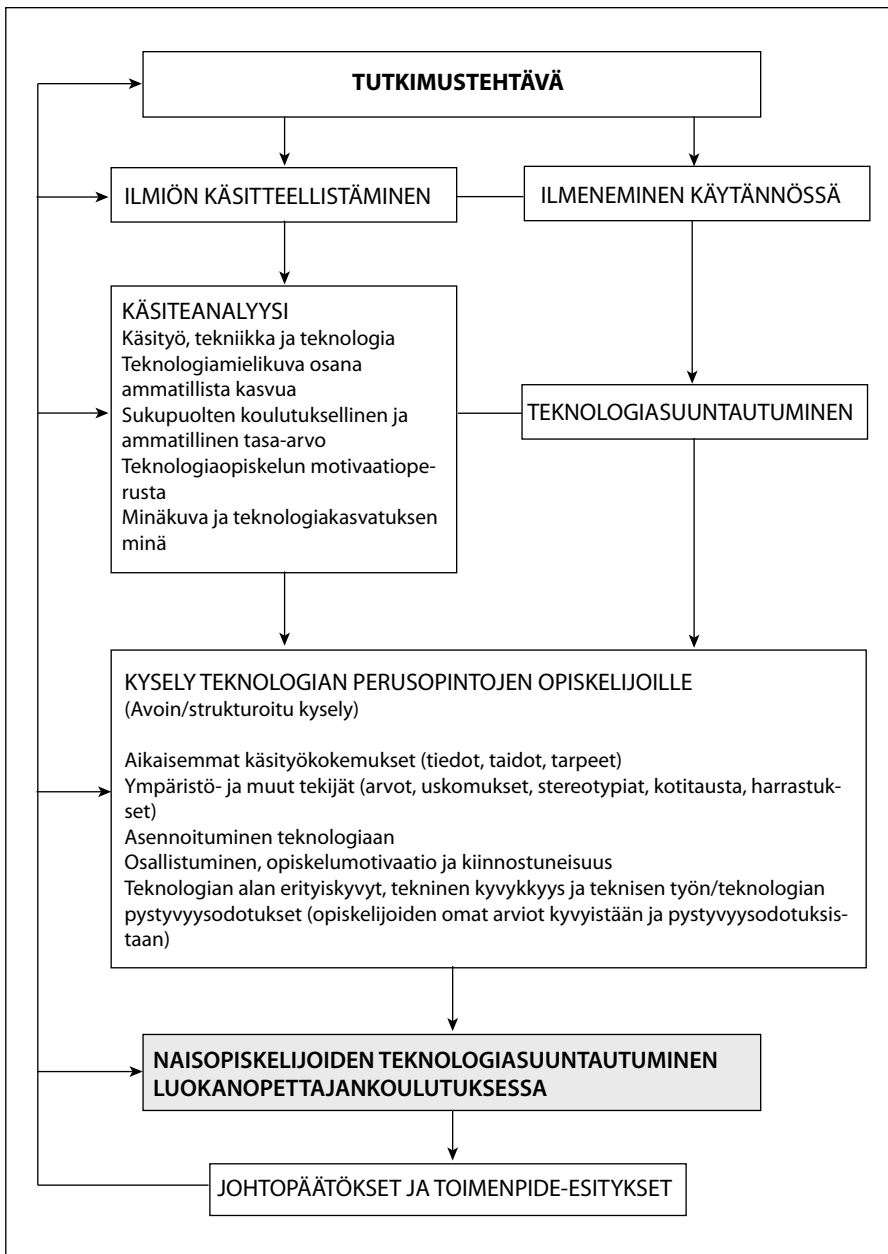 TUTKIMUSTEHTÄVÄ
ILMIÖN KÄSITTEELLISTÄMINEN
ILMENEMINEN KÄYTÄNNÖSSÄ
KÄSITEANALYYSI
Käsityö, tekniikka ja teknologia
Teknologiamielikuva osana
ammatillista kasvua
Sukupuolten koulutuksellinen ja
ammatillinen tasa-arvo
Teknologiaopiskelun motivaatiope-
rusta
Minäkuva ja teknologiakasvatuksen
minä
TEKNOLOGIASUUNTAUTUMINEN
KYSELY TEKNOLOGIAN PERUSOPINTOJEN OPISKELIJOILLE
(Avoin/strukturoitu kysely)
Aikaisemmat käsityökokemukset (tiedot, taidot, tarpeet)
Ympäristö- ja muut tekijät (arvot, uskomukset, stereotypiat, kotitausta, harrastuk-
set)
Asennoituminen teknologiaan
Osallistuminen, opiskelumotivaatio ja kiinnostuneisuus
Teknologian alan erityiskyvyt, tekninen kyvykkyys ja teknisen työn/teknologian
pystyvyysodotukset (opiskelijoiden omat arviot kyvyistään ja pystyvyysodotuksis-
taan)
NAISOPISKELIJOIDEN TEKNOLOGIASUUNTAUTUMINEN
LUOKANOPETTAJANKOULUTUKSESSA
JOHTOPÄÄTÖKSET JA TOIMENPIDE-ESITYKSET